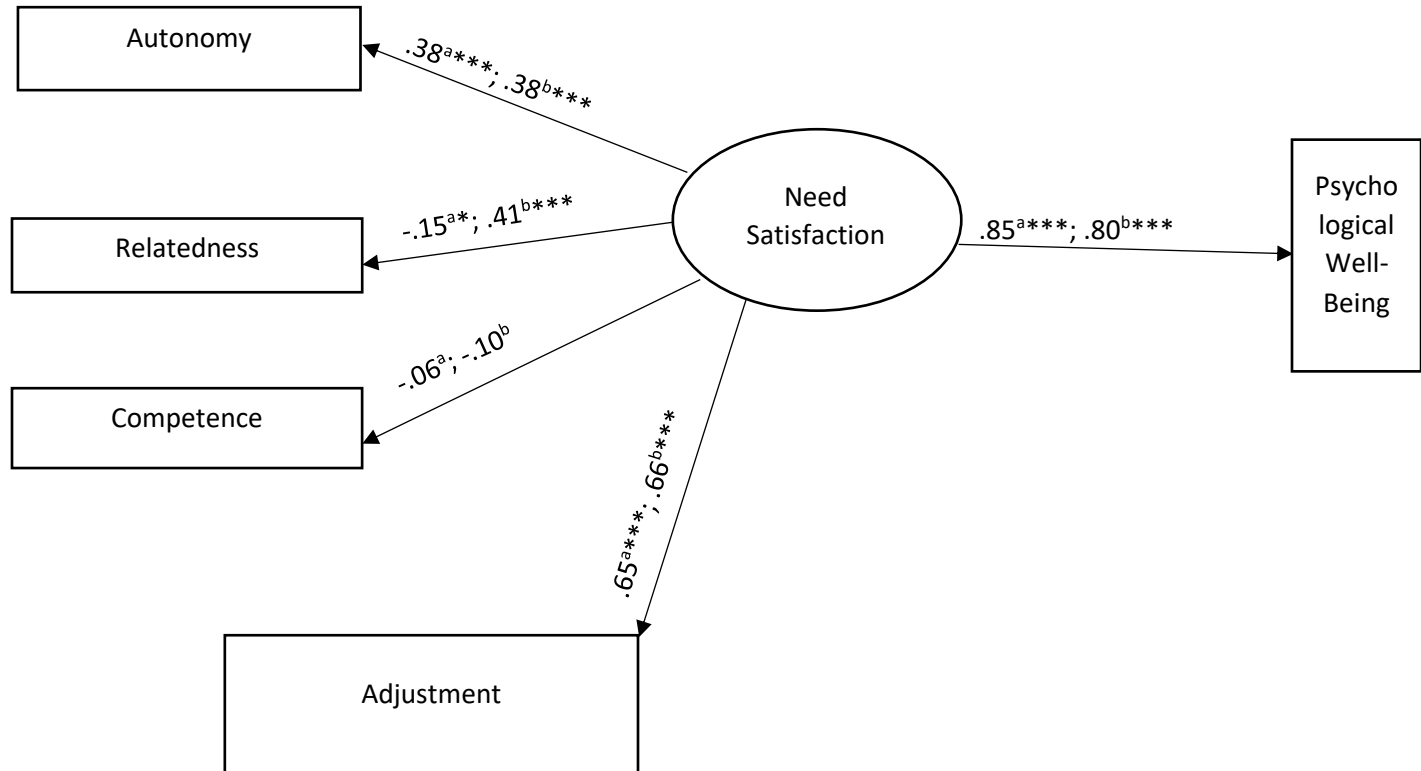 Autonomy
.38ᵃ***; .38ᵇ***
Need
Satisfaction
Psycho
logical
Well-
Being
.85ᵃ***; .80ᵇ***
-.15ᵃ*; .41ᵇ***
Relatedness
-.06ᵃ; -.10ᵇ
Competence
.65ᵃ***; .66ᵇ***
Adjustment